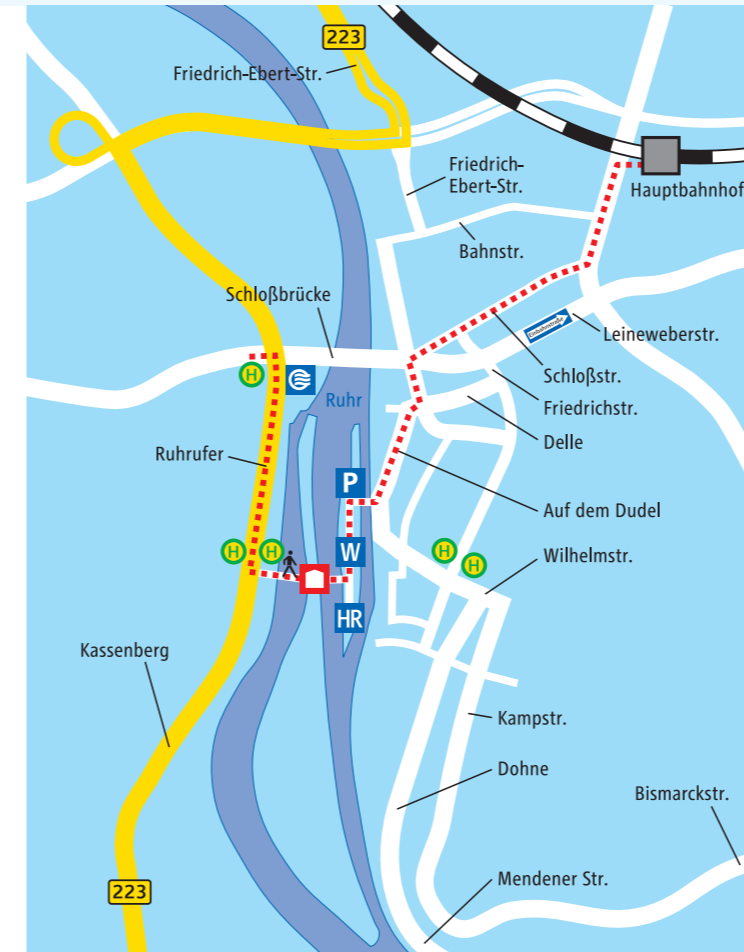 223
Friedrich-Ebert-Str.
Friedrich-
Ebert-Str.
Hauptbahnhof
Bahnstr.
Schloßbrücke
Einbahnstraße
Leineweberstr.
H
Schloßstr.
Ruhr
Friedrichstr.
Delle
Ruhrufer
P
Auf dem Dudel
H
H
W
H
H
Wilhelmstr.
HR
Kassenberg
Kampstr.
Dohne
Bismarckstr.
223
Mendener Str.